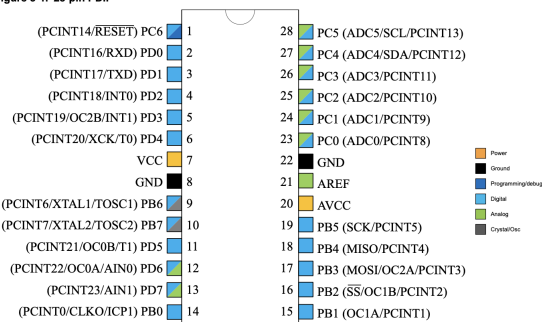 (PCINT14/RESET) PC6 1
(PCINT16/RXD) PD0 2
(PCINT17/TXD) PD1 3
(PCINT18/INT0) PD2 4
(PCINT19/OC2B/INT1) PD3 5
(PCINT20/XCK/T0) PD4 6
VCC 7
GND 8
(PCINT6/XTAL1/TOSC1) PB6 9
(PCINT7/XTAL2/TOSC2) PB7 10
(PCINT21/OC0B/T1) PD5 11
(PCINT22/OC0A/AIN0) PD6 12
(PCINT23/AIN1) PD7 13
(PCINT0/CLKO/ICP1) PB0 14
28 PC5 (ADC5/SCL/PCINT13)
27 PC4 (ADC4/SDA/PCINT12)
26 PC3 (ADC3/PCINT11)
25 PC2 (ADC2/PCINT10)
24 PC1 (ADC1/PCINT9)
23 PC0 (ADC0/PCINT8)
22 GND
21 AREF
20 AVCC
19 PB5 (SCK/PCINT5)
18 PB4 (MISO/PCINT4)
17 PB3 (MOSI/OC2A/PCINT3)
16 PB2 (SS/OC1B/PCINT2)
15 PB1 (OC1A/PCINT1)
Power
Ground
Programming/debug
Digital
Analog
Crystal/Osc